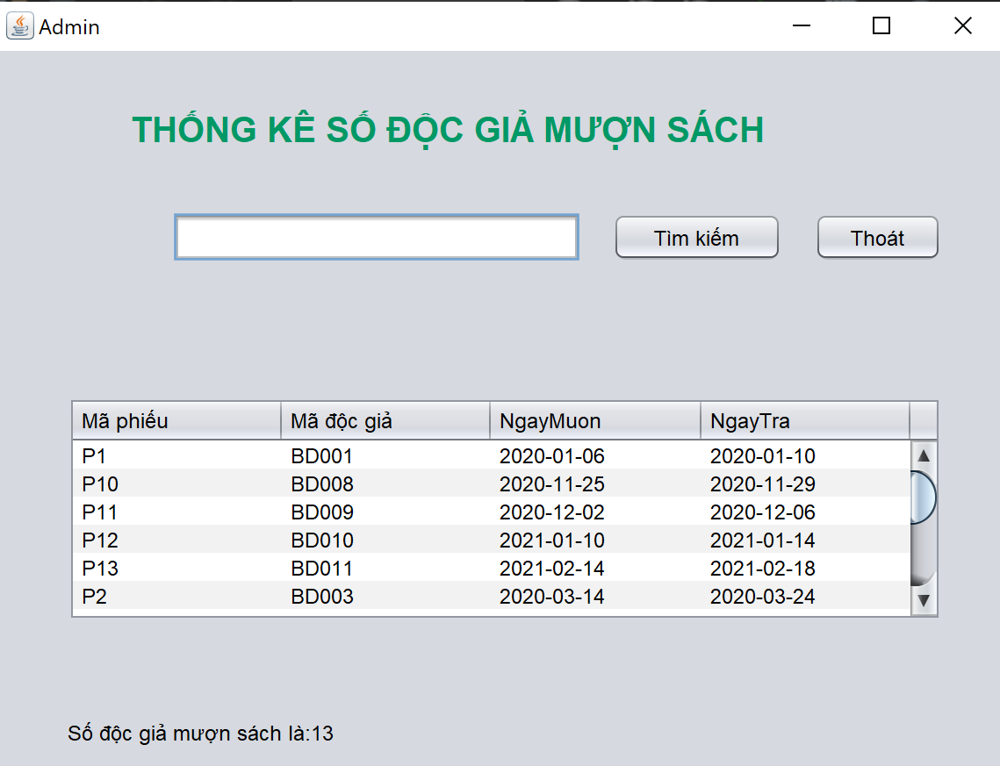 Admin
THỐNG KÊ SỐ ĐỘC GIẢ MƯỢN SÁCH
Tìm kiếm Thoát
Mã phiếu Mã độc giả NgayMuon NgayTra
P1 BD001 2020-01-06 2020-01-10
P10 BD008 2020-11-25 2020-11-29
P11 BD009 2020-12-02 2020-12-06
P12 BD010 2021-01-10 2021-01-14
P13 BD011 2021-02-14 2021-02-18
P2 BD003 2020-03-14 2020-03-24
Số độc giả mượn sách là:13